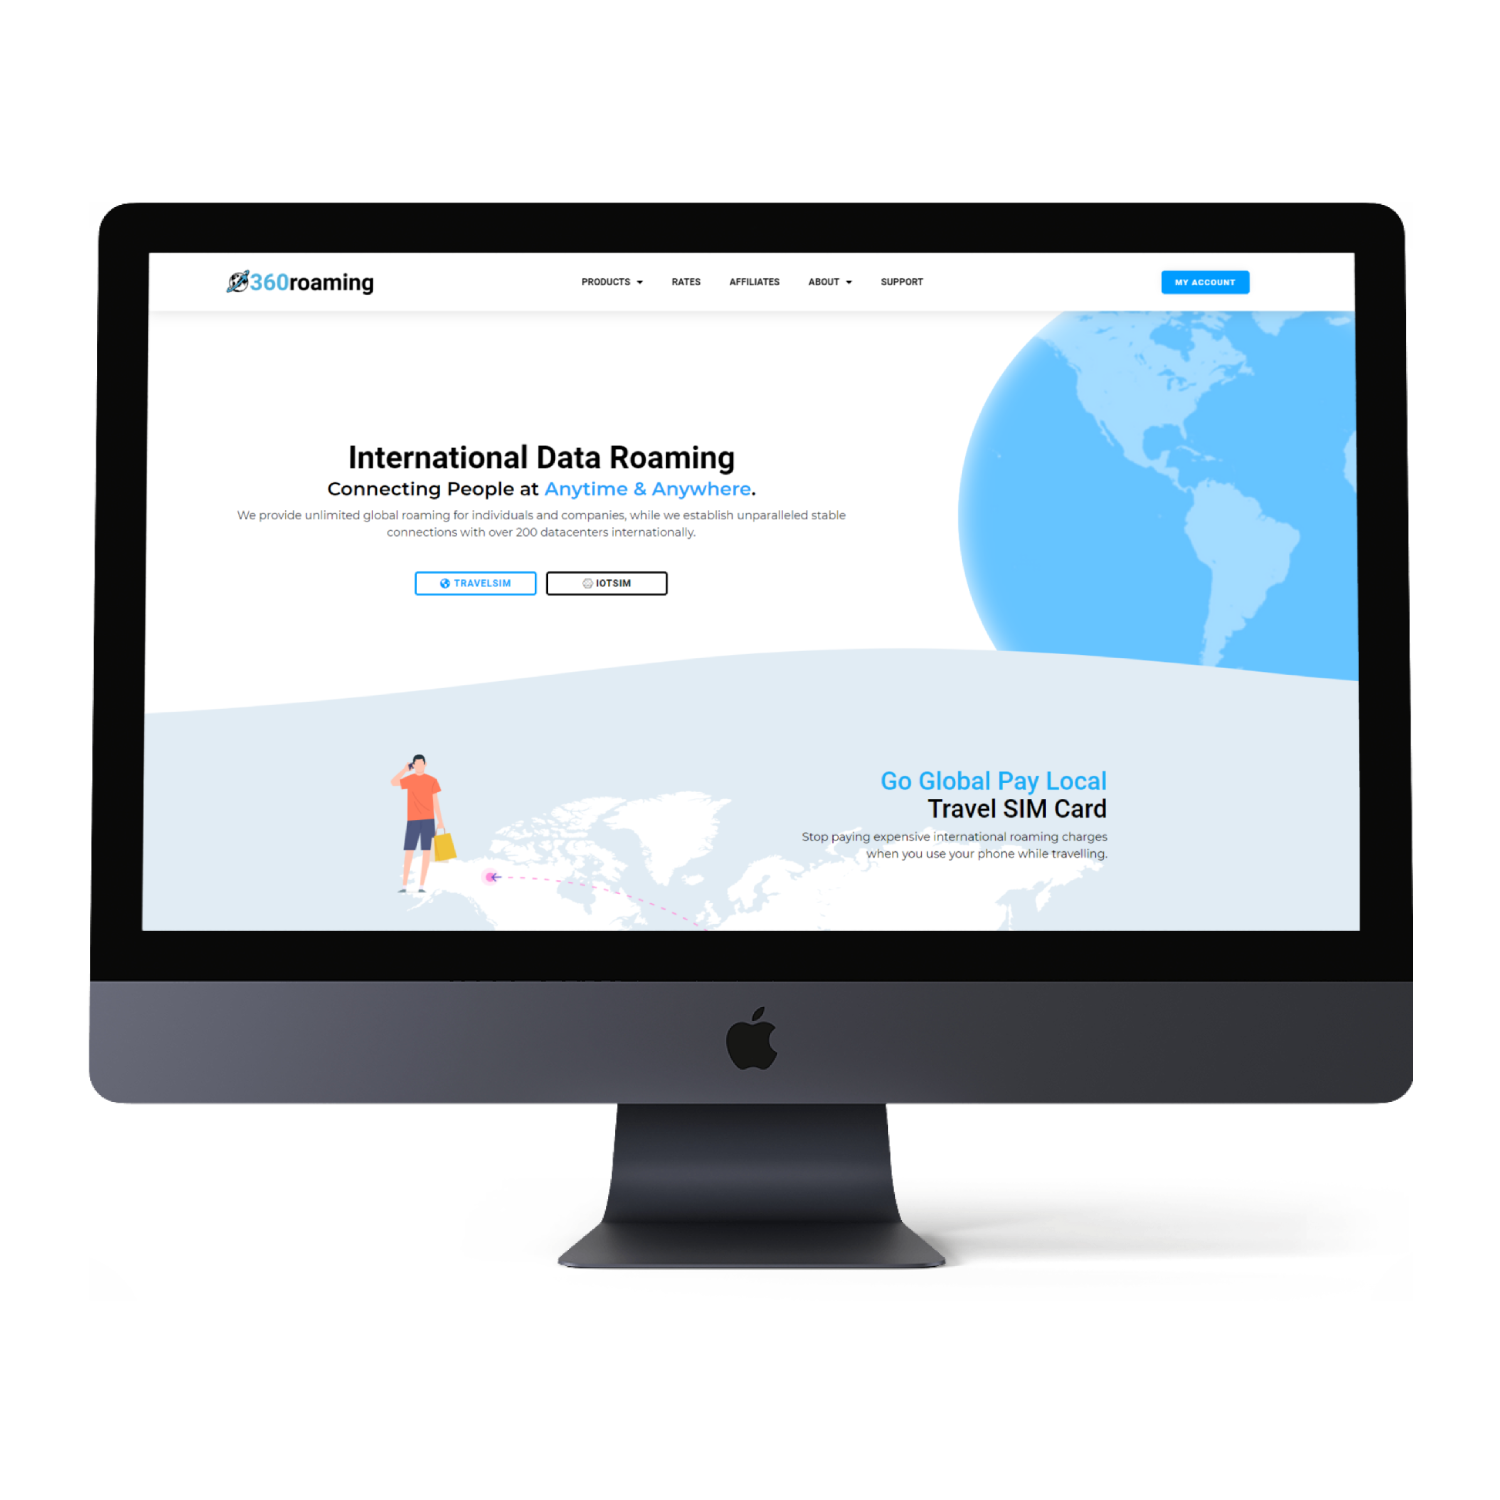 360roaming
PRODUCTS
RATES
AFFILIATES
ABOUT
SUPPORT
MY ACCOUNT
International Data Roaming
Connecting People at Anytime & Anywhere.
We provide unlimited global roaming for individuals and companies, while we establish unparalleled stable
connections with over 200 datacenters internationally.
TRAVELSIM
IOTSIM
Go Global Pay Local
Travel SIM Card
Stop paying expensive international roaming charges
when you use your phone while travelling.